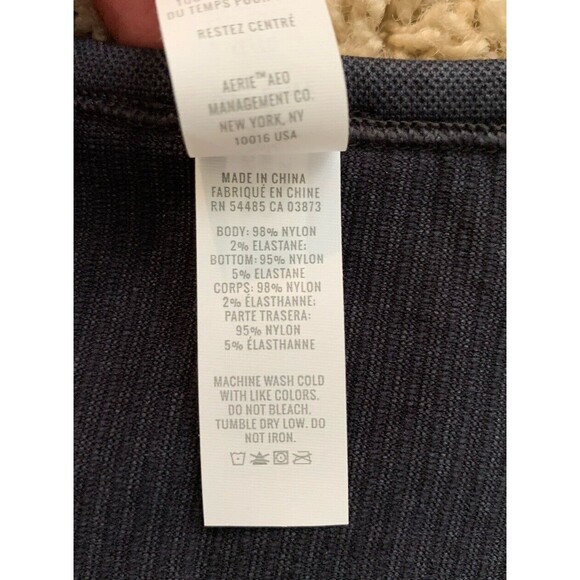 DU TEMPS POUR
RESTEZ CENTRÉ
AERIE™ AEO
MANAGEMENT CO.
NEW YORK, NY
10016 USA
MADE IN CHINA
FABRIQUÉ EN CHINE
RN 54485 CA 03873
BODY: 98% NYLON
2% ELASTANE;
BOTTOM: 95% NYLON
5% ELASTANE
CORPS: 98% NYLON
2% ÉLASTHANNE;
PARTE TRASERA:
95% NYLON
5% ÉLASTHANNE
MACHINE WASH COLD
WITH LIKE COLORS.
DO NOT BLEACH.
TUMBLE DRY LOW. DO
NOT IRON.